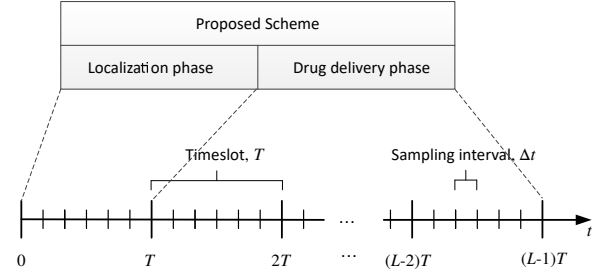 Proposed Scheme
Localization phase Drug delivery phase
Timeslot, T Sampling interval, Δt
... t
0 T 2T ... (L-2)T (L-1)T